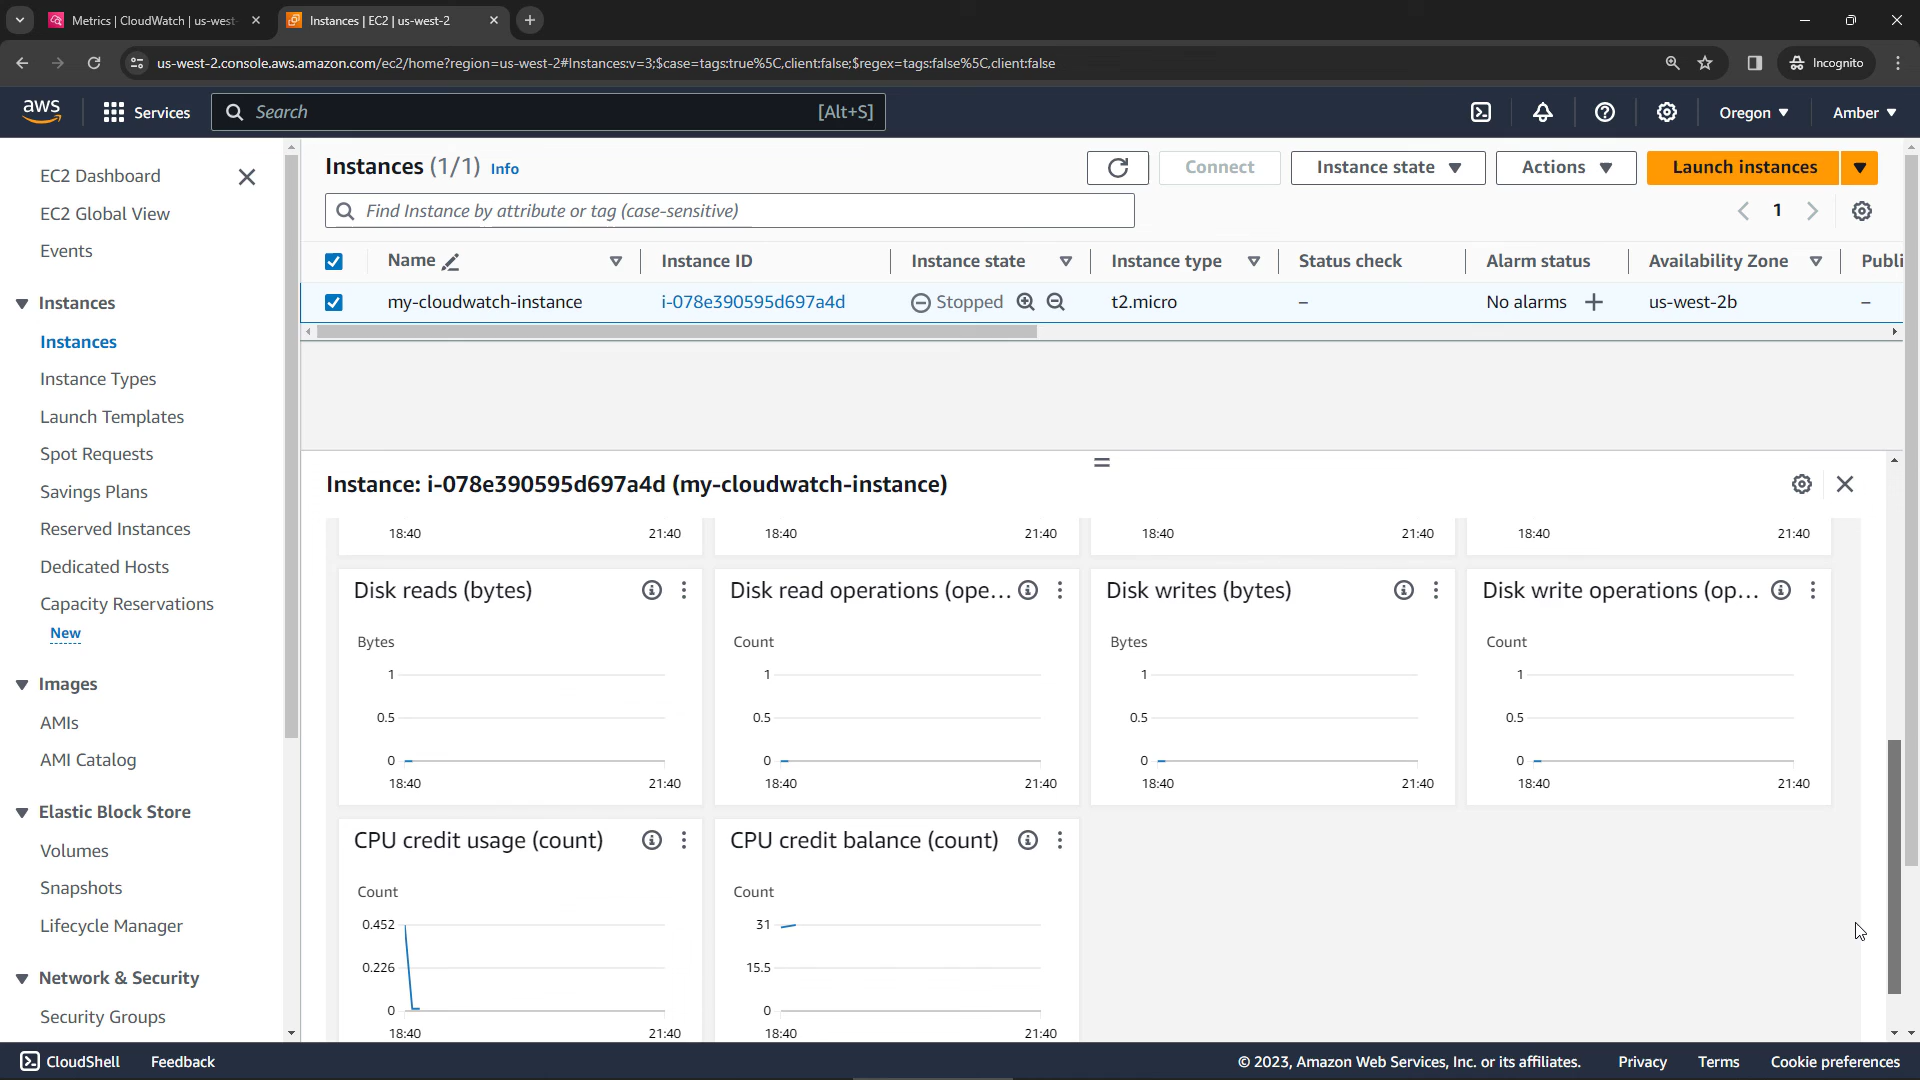 Metrics | CloudWatch | us-west-
Instances | EC2 | us-west-2
us-west-2.console.aws.amazon.com/ec2/home?region=us-west-2#Instances:v=3;$case=tags:true%5C,client:false;$regex=tags:false%5C,client:false
Incognito
aws
Services
Search
[Alt+S]
Oregon
Amber
EC2 Dashboard
EC2 Global View
Events
Instances
Instances
Instance Types
Launch Templates
Spot Requests
Savings Plans
Reserved Instances
Dedicated Hosts
Capacity Reservations
New
Images
AMIs
AMI Catalog
Elastic Block Store
Volumes
Snapshots
Lifecycle Manager
Network & Security
Security Groups
Instances (1/1) Info
Connect
Instance state
Actions
Launch instances
Find Instance by attribute or tag (case-sensitive)
1
Name Instance ID Instance state Instance type Status check Alarm status Availability Zone Publi
my-cloudwatch-instance i-078e390595d697a4d Stopped t2.micro – No alarms + us-west-2b –
Instance: i-078e390595d697a4d (my-cloudwatch-instance)
18:40 21:40 18:40 21:40 18:40 21:40 18:40 21:40
Disk reads (bytes)
Bytes
1
0.5
0
18:40 21:40
Disk read operations (ope...
Count
1
0.5
0
18:40 21:40
Disk writes (bytes)
Bytes
1
0.5
0
18:40 21:40
Disk write operations (op...
Count
1
0.5
0
18:40 21:40
CPU credit usage (count)
Count
0.452
0.226
0
18:40 21:40
CPU credit balance (count)
Count
31
15.5
0
18:40 21:40
CloudShell
Feedback
© 2023, Amazon Web Services, Inc. or its affiliates.
Privacy
Terms
Cookie preferences